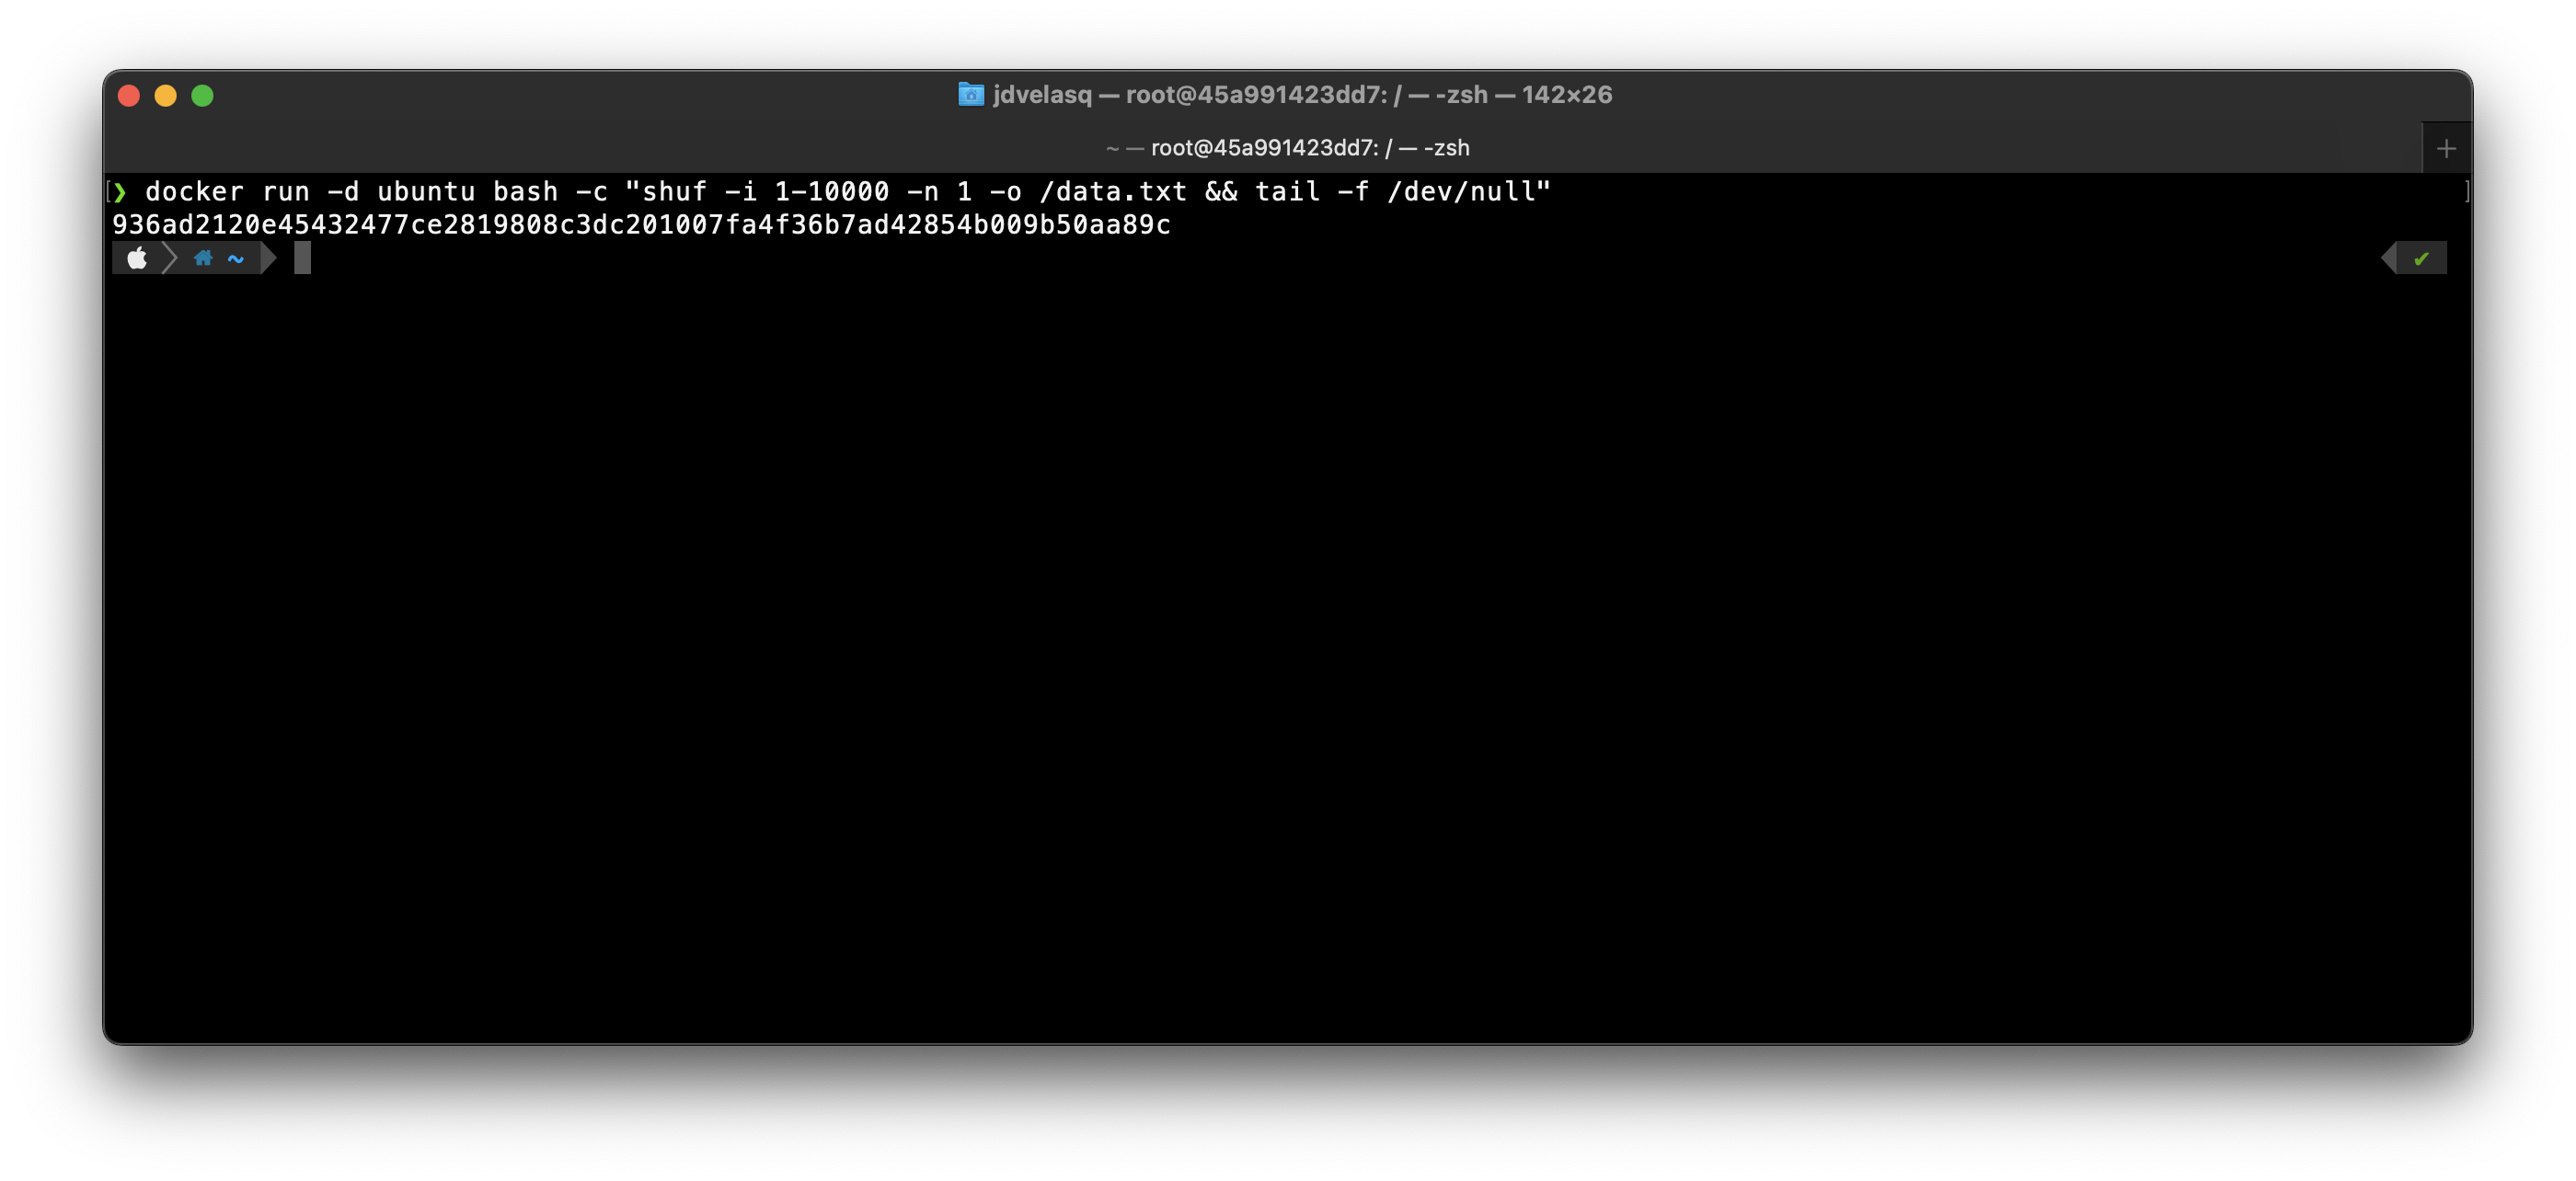 jdvelasq — root@45a991423dd7: / — -zsh — 142×26
~ — root@45a991423dd7: / — -zsh
[❯ docker run -d ubuntu bash -c "shuf -i 1-10000 -n 1 -o /data.txt && tail -f /dev/null" ]
936ad2120e45432477ce2819808c3dc201007fa4f36b7ad42854b009b50aa89c
~ ✔